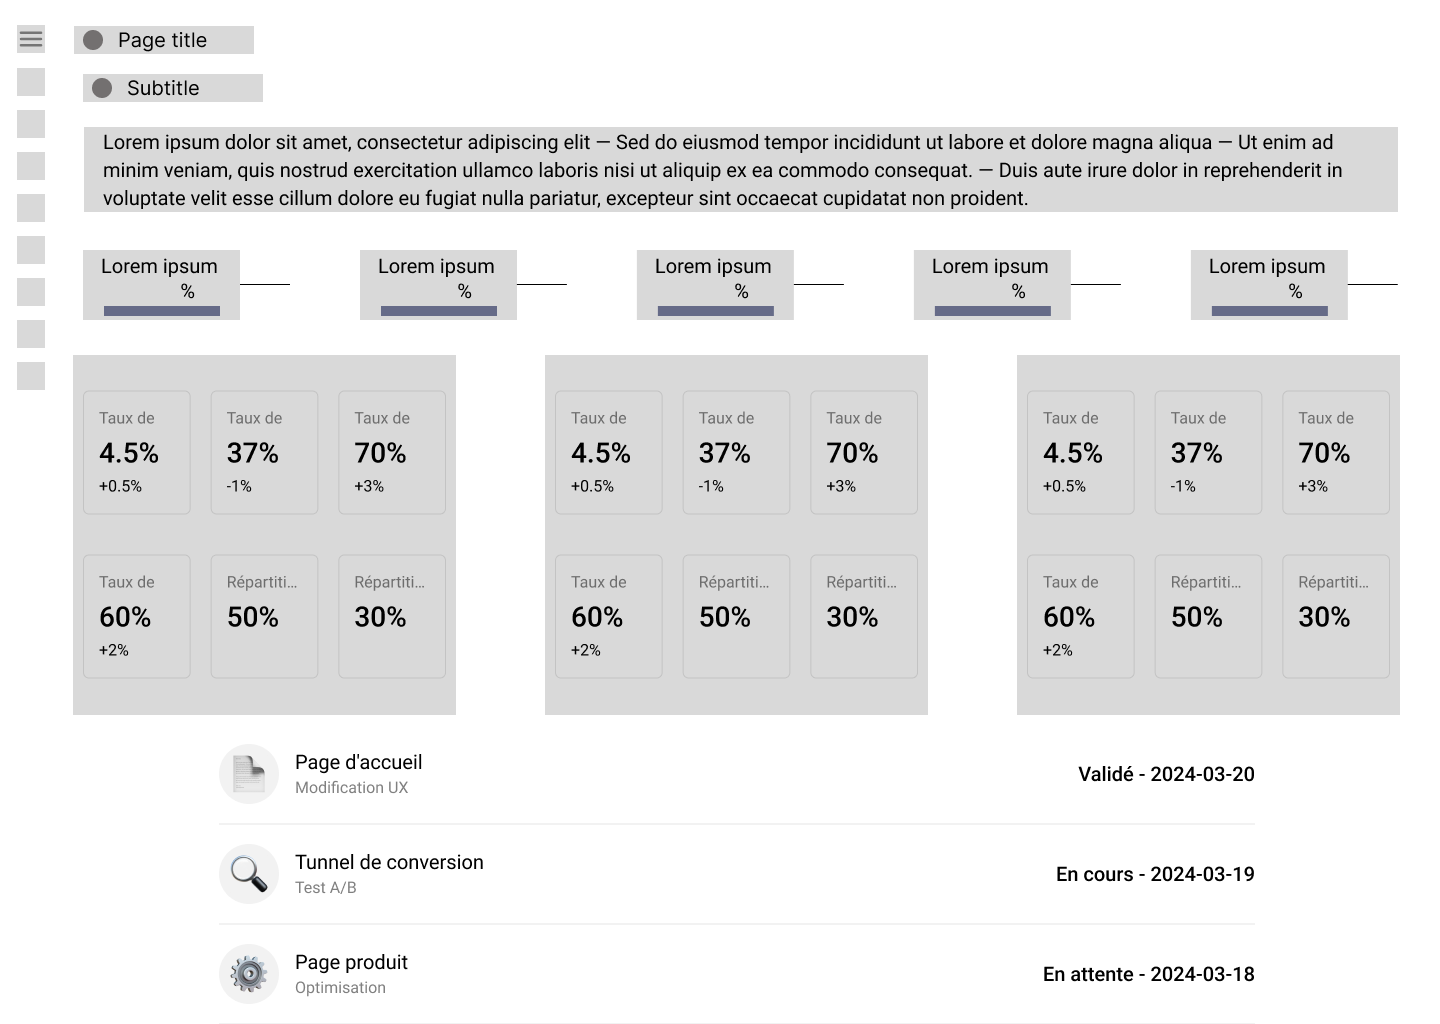 Page title
Subtitle
Lorem ipsum dolor sit amet, consectetur adipiscing elit — Sed do eiusmod tempor incididunt ut labore et dolore magna aliqua — Ut enim ad
minim veniam, quis nostrud exercitation ullamco laboris nisi ut aliquip ex ea commodo consequat. — Duis aute irure dolor in reprehenderit in
voluptate velit esse cillum dolore eu fugiat nulla pariatur, excepteur sint occaecat cupidatat non proident.
Lorem ipsum Lorem ipsum Lorem ipsum Lorem ipsum Lorem ipsum
% % % % %
Taux de Taux de Taux de
4.5% 37% 70%
+0.5% -1% +3%
Taux de Répartiti... Répartiti...
60% 50% 30%
+2%
Taux de Taux de Taux de
4.5% 37% 70%
+0.5% -1% +3%
Taux de Répartiti... Répartiti...
60% 50% 30%
+2%
Taux de Taux de Taux de
4.5% 37% 70%
+0.5% -1% +3%
Taux de Répartiti... Répartiti...
60% 50% 30%
+2%
Page d'accueil
Modification UX
Validé - 2024-03-20
Tunnel de conversion
Test A/B
En cours - 2024-03-19
Page produit
Optimisation
En attente - 2024-03-18